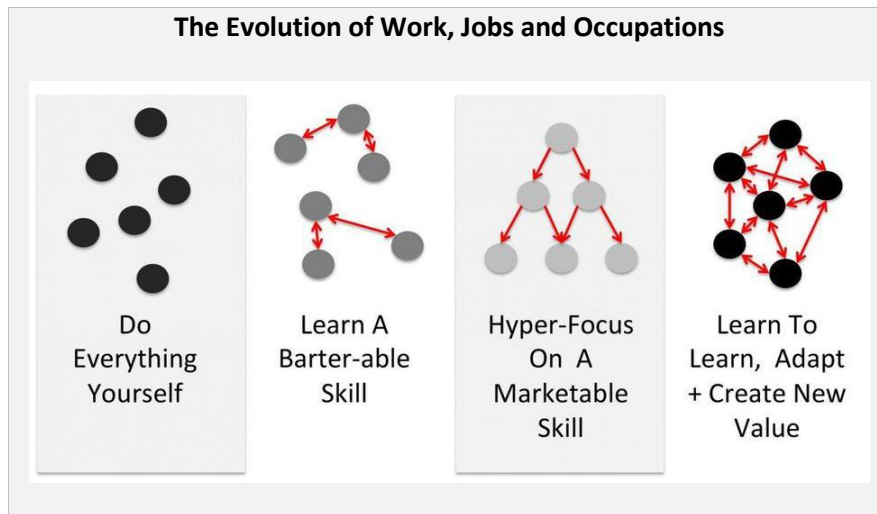 The Evolution of Work, Jobs and Occupations
Do
Everything
Yourself
Learn A
Barter-able
Skill
Hyper-Focus
On A
Marketable
Skill
Learn To
Learn, Adapt
+ Create New
Value